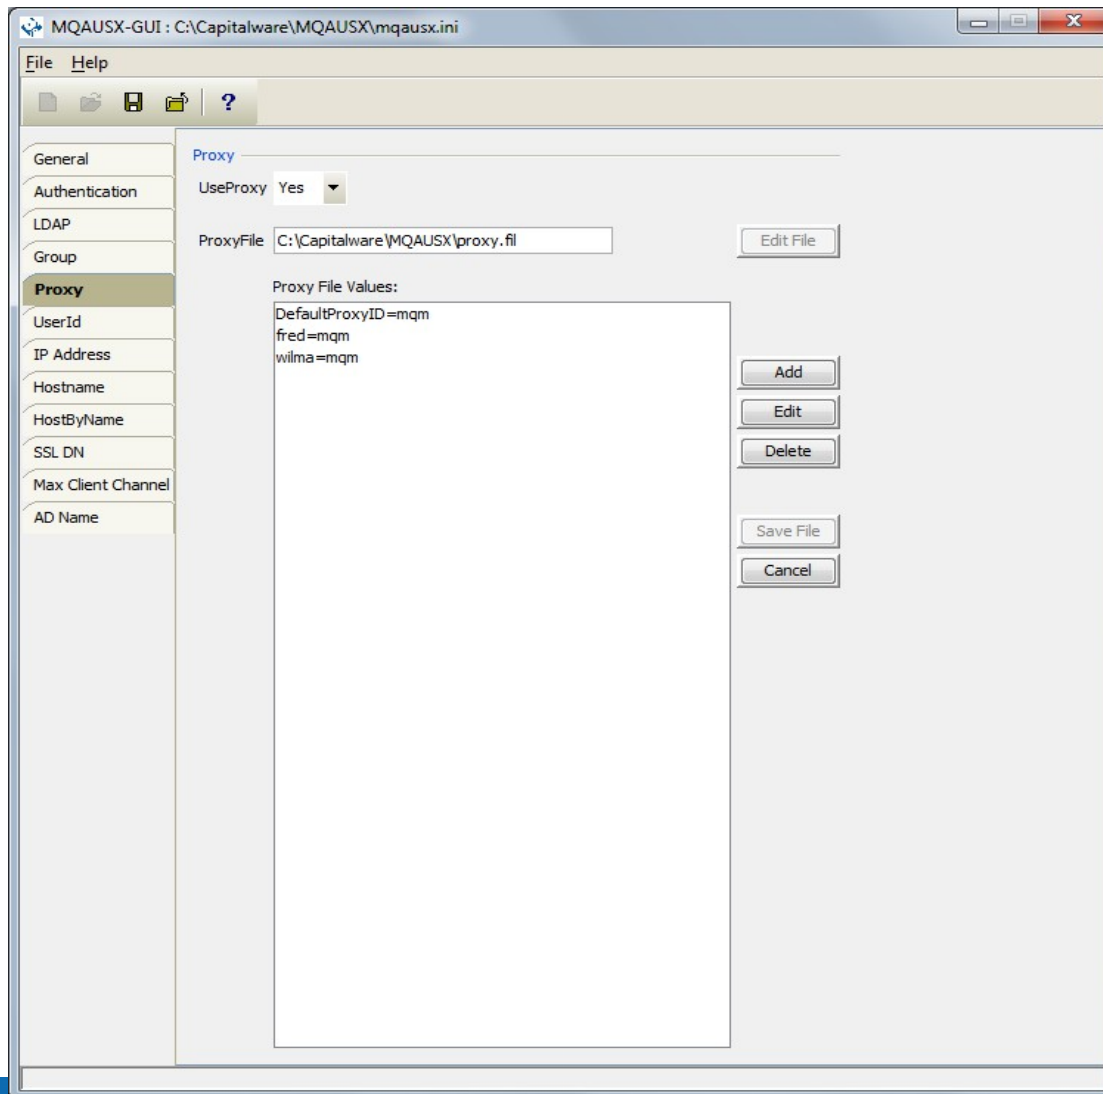 MQAUSX-GUI : C:\Capitalware\MQAUSX\mqausx.ini
File Help
?
General
Authentication
LDAP
Group
Proxy
UserId
IP Address
Hostname
HostByName
SSL DN
Max Client Channel
AD Name
Proxy
UseProxy Yes
ProxyFile C:\Capitalware\MQAUSX\proxy.fil Edit File
Proxy File Values:
DefaultProxyID=mqm
fred=mqm
wilma=mqm
Add
Edit
Delete
Save File
Cancel